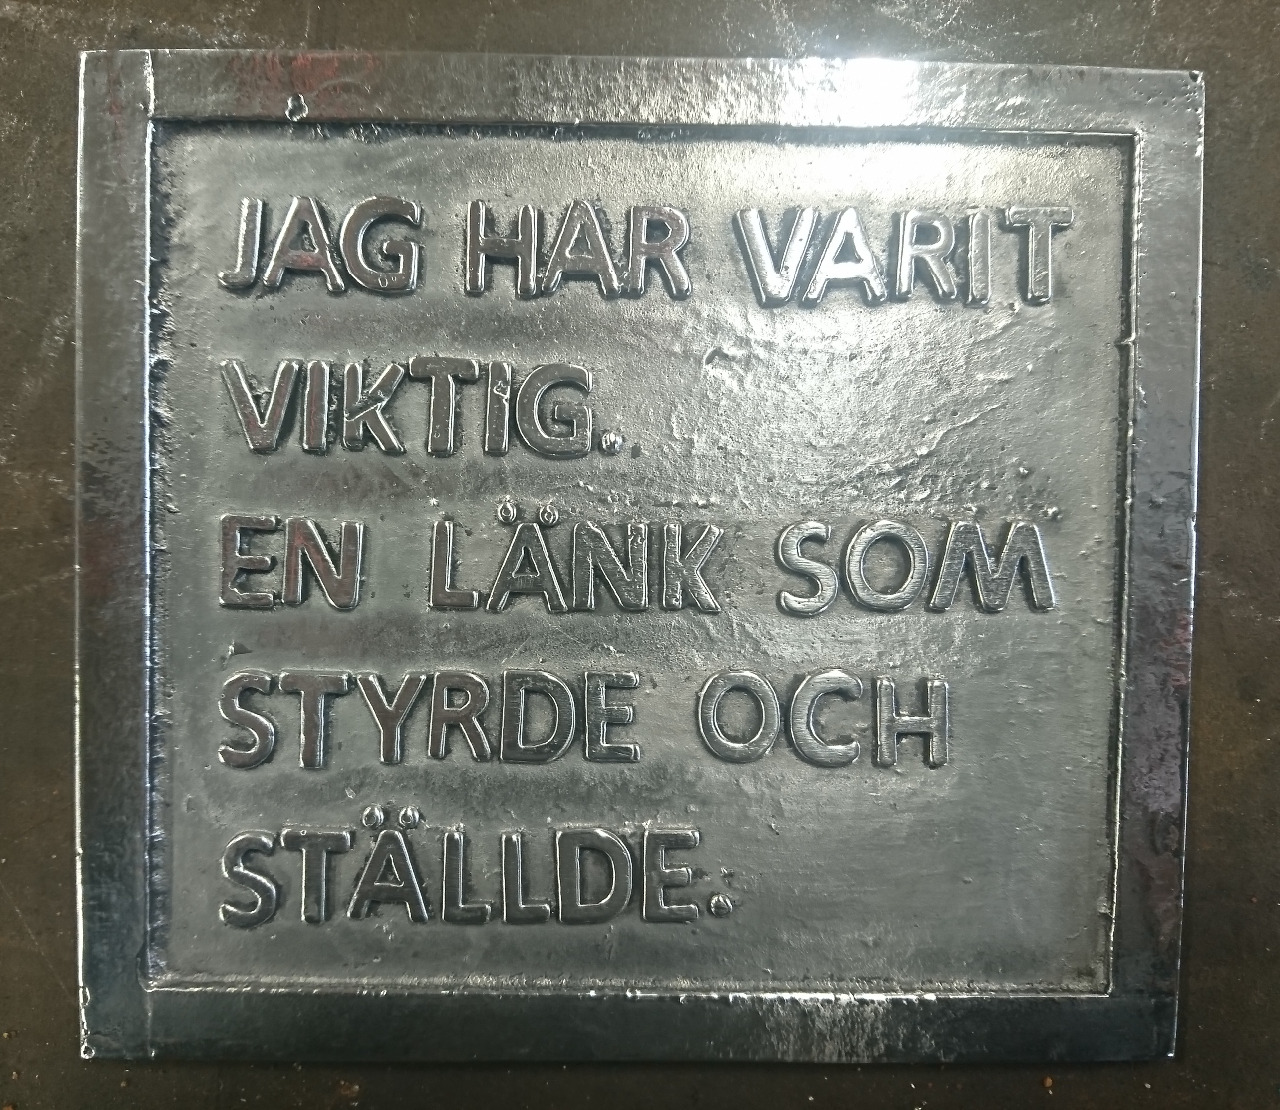 JAG HAR VARIT
VIKTIG.
EN LÄNK SOM
STYRDE OCH
STÄLLDE.